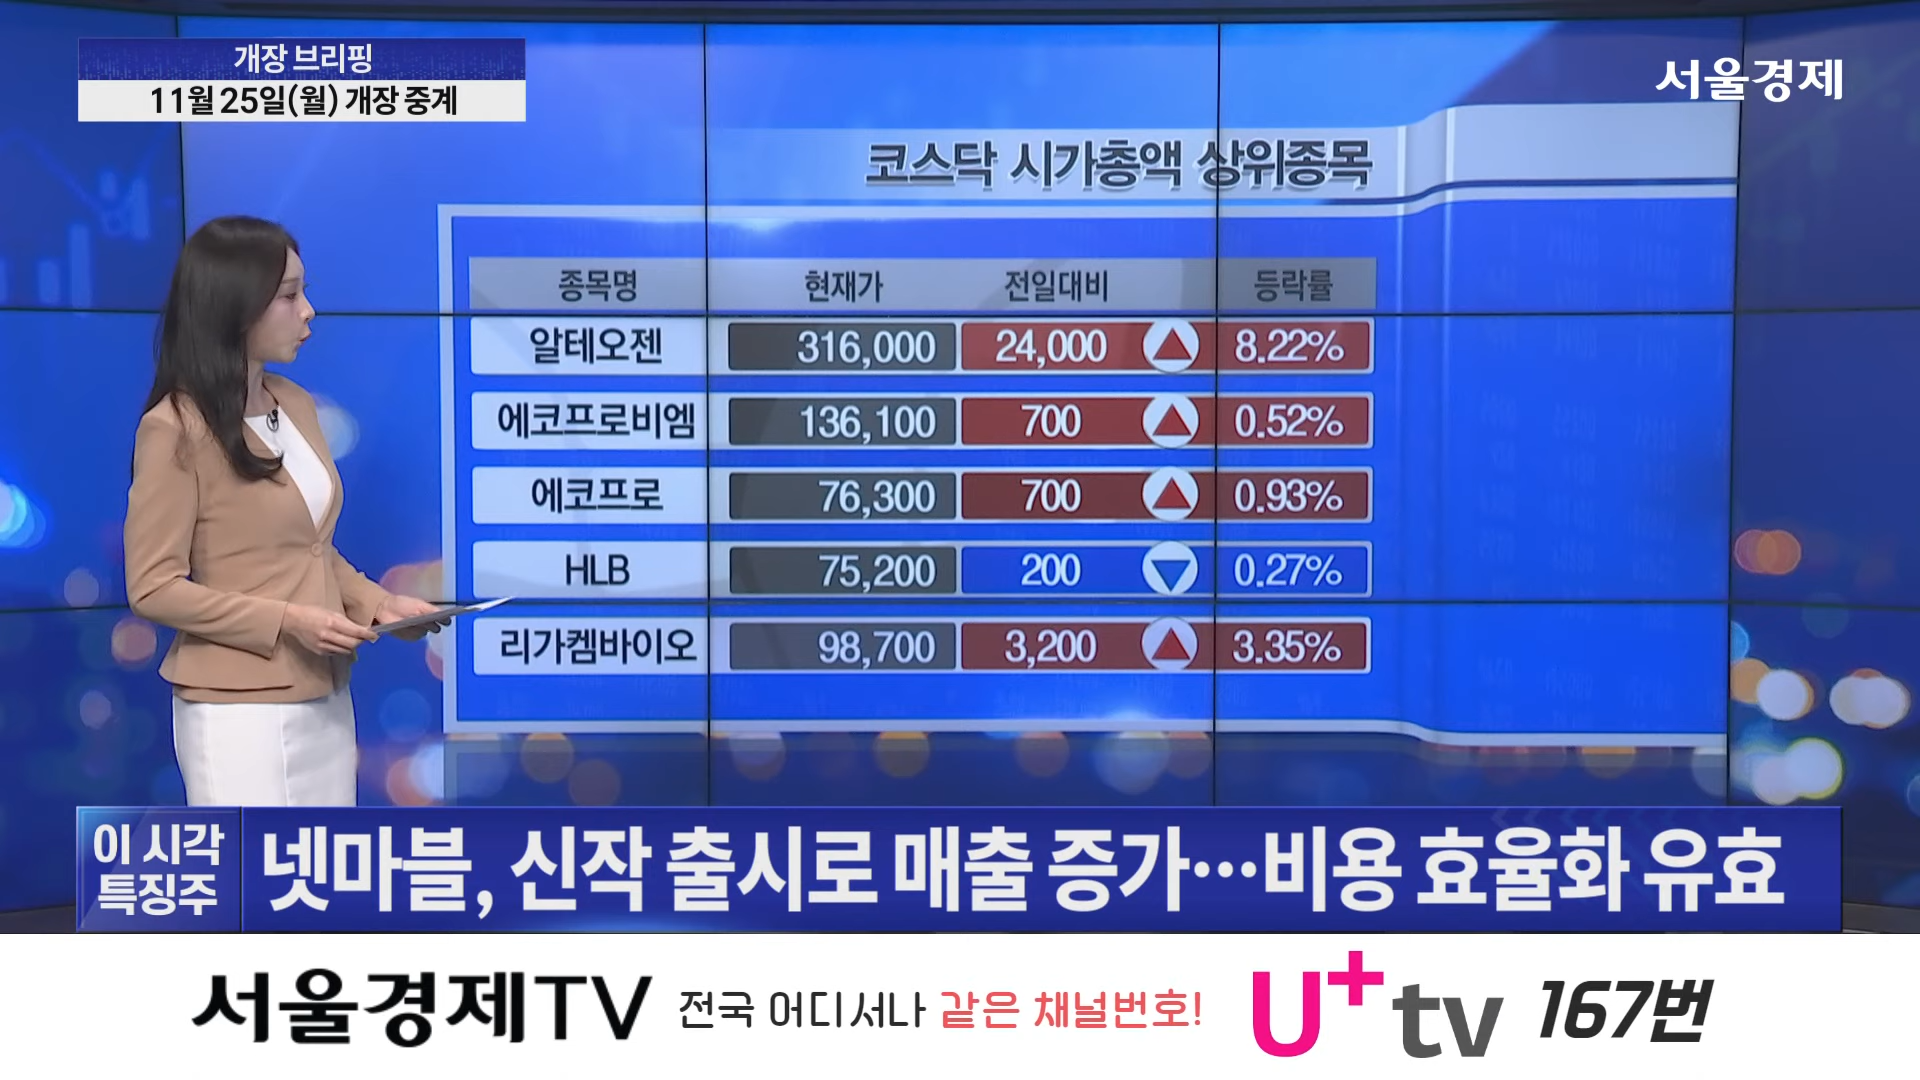 개장 브리핑
11월 25일(월) 개장 중계
서울경제
코스닥 시가총액 상위종목
종목명 현재가 전일대비 등락률
알테오젠 316,000 24,000 8.22%
에코프로비엠 136,100 700 0.52%
에코프로 76,300 700 0.93%
HLB 75,200 200 0.27%
리가켐바이오 98,700 3,200 3.35%
이 시각
특징주
넷마블, 신작 출시로 매출 증가…비용 효율화 유효
서울경제TV 전국 어디서나 같은 채널번호! U+tv 167번